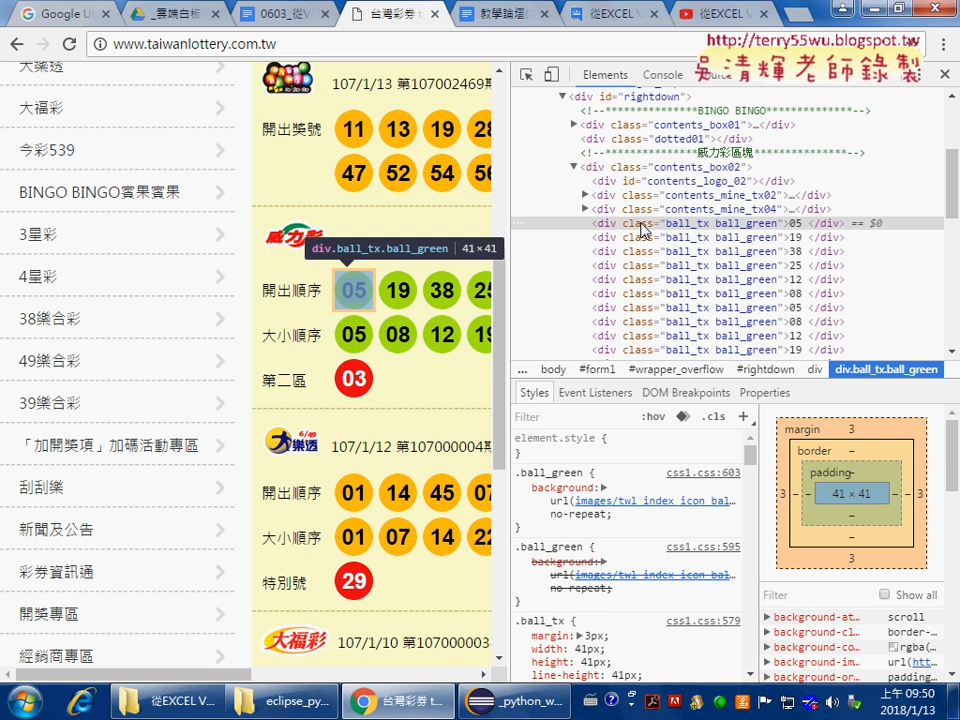 Google U
_雲端白板
0603_從V
台灣彩券 t
教學論壇(
從EXCEL V
從EXCEL V
www.taiwanlottery.com.tw
http://terry55wu.blogspot.tw
吳清輝老師錄製
大樂透
大福彩
今彩539
BINGO BINGO賓果賓果
3星彩
4星彩
38樂合彩
49樂合彩
39樂合彩
「加開獎項」加碼活動專區
刮刮樂
新聞及公告
彩券資訊通
開獎專區
經銷商專區
107/1/13 第107002469期
開出獎號 11 13 19 28
47 52 54 56
威力彩
div.ball_tx.ball_green 41×41
開出順序 05 19 38 25
大小順序 05 08 12 19
第二區 03
6/49
大樂透 107/1/12 第107000004期
開出順序 01 14 45 07
大小順序 01 07 14 22
特別號 29
大福彩 107/1/10 第107000003
Elements Console
<div id="rightdown">
<!--**************BINGO BINGO**************-->
<div class="contents_box01">…</div>
<div class="dotted01"></div>
<!--***************威力彩區塊***************-->
<div class="contents_box02">
<div id="contents_logo_02"></div>
<div class="contents_mine_tx02">…</div>
<div class="contents_mine_tx04">…</div>
<div class="ball_tx ball_green">05 </div> == $0
<div class="ball_tx ball_green">19 </div>
<div class="ball_tx ball_green">38 </div>
<div class="ball_tx ball_green">25 </div>
<div class="ball_tx ball_green">12 </div>
<div class="ball_tx ball_green">08 </div>
<div class="ball_tx ball_green">05 </div>
<div class="ball_tx ball_green">08 </div>
<div class="ball_tx ball_green">12 </div>
<div class="ball_tx ball_green">19 </div>
... body #form1 #wrapper_overflow #rightdown div div.ball_tx.ball_green
Styles Event Listeners DOM Breakpoints Properties
Filter :hov .cls +
element.style {
}
.ball_green { css1.css:603
background:
url(images/twl_index_icon_bal…
no-repeat;
}
.ball_green { css1.css:595
background:
url(images/twl_index_icon_bal…
no-repeat;
}
.ball_tx { css1.css:579
margin: 3px;
width: 41px;
height: 41px;
line-height: 41px;
margin 3
border –
padding –
3 – – 41 × 41 – – 3
–
–
3
Filter Show all
background-at… scroll
background-cl… border-…
background-co… rgba(
background-im… url(htt…
background-or… padding…
從EXCEL V...
eclipse_py...
台灣彩券 t...
_python_w...
上午 09:50
2018/1/13